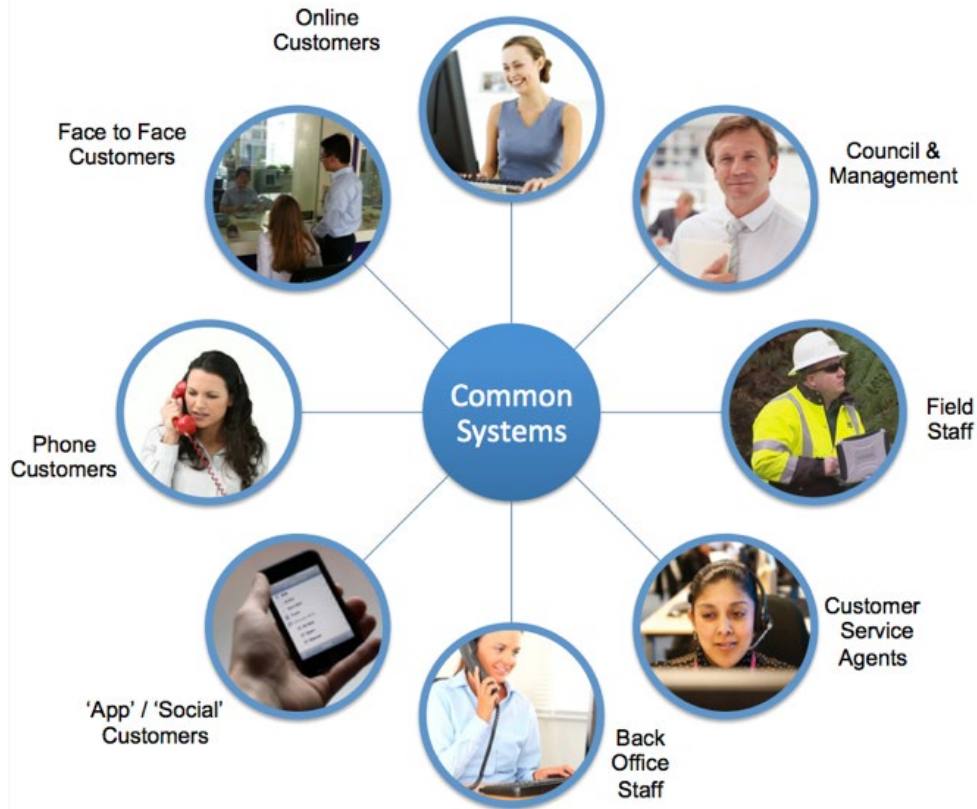 Online
Customers
Face to Face
Customers
Council &
Management
Common
Systems
Phone
Customers
Field
Staff
Customer
Service
Agents
'App' / 'Social'
Customers
Back
Office
Staff